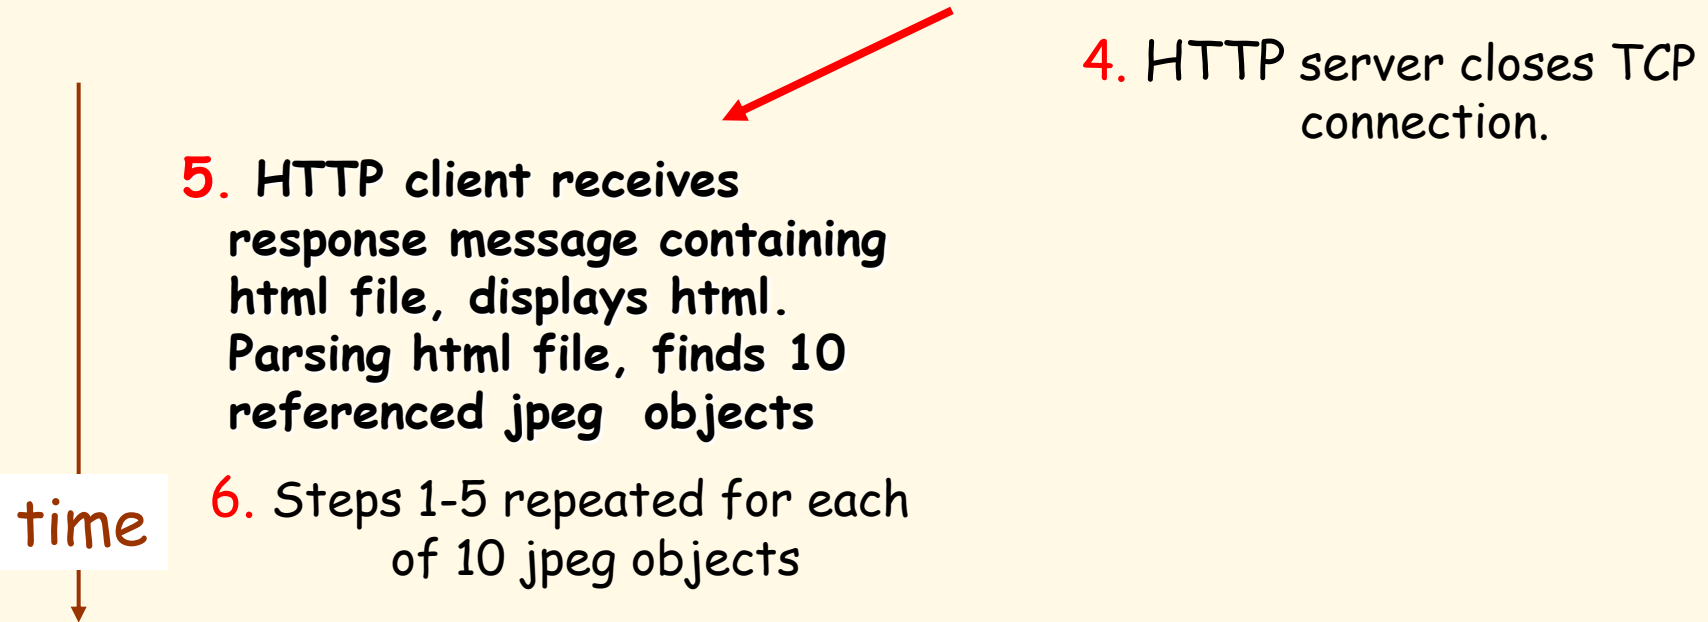 4. HTTP server closes TCP
connection.
5. HTTP client receives
response message containing
html file, displays html.
Parsing html file, finds 10
referenced jpeg objects
6. Steps 1-5 repeated for each
of 10 jpeg objects
time